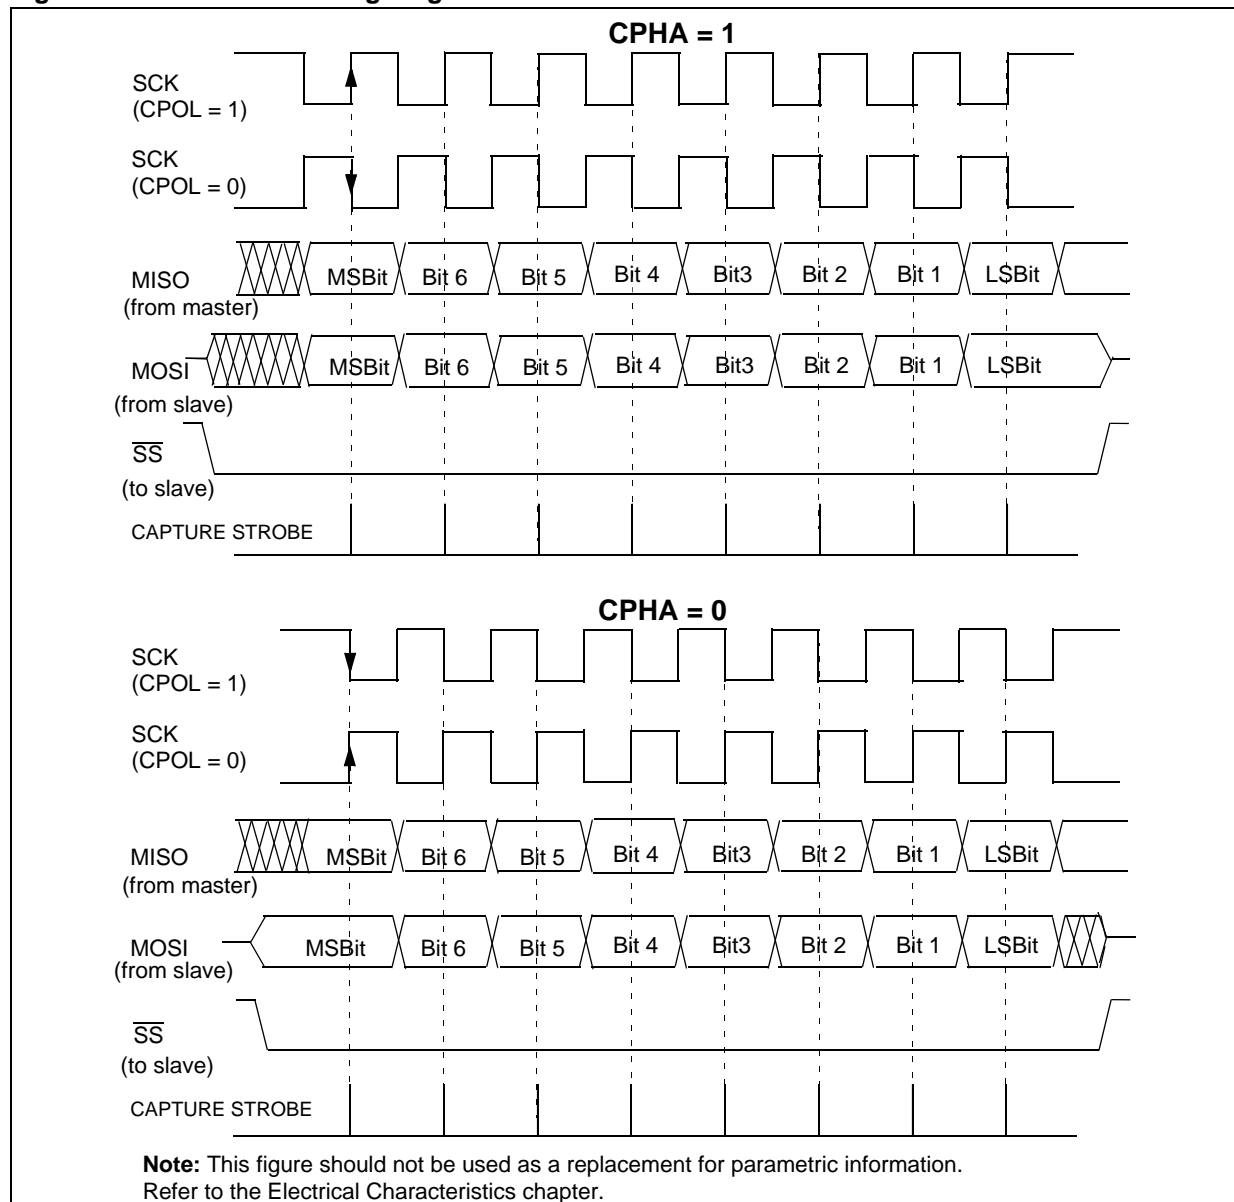 CPHA = 1
SCK
(CPOL = 1)
SCK
(CPOL = 0)
MISO
(from master)
MSBit Bit 6 Bit 5 Bit 4 Bit3 Bit 2 Bit 1 LSBit
MOSI
(from slave)
MSBit Bit 6 Bit 5 Bit 4 Bit3 Bit 2 Bit 1 LSBit
SS
(to slave)
CAPTURE STROBE
CPHA = 0
SCK
(CPOL = 1)
SCK
(CPOL = 0)
MISO
(from master)
MSBit Bit 6 Bit 5 Bit 4 Bit3 Bit 2 Bit 1 LSBit
MOSI
(from slave)
MSBit Bit 6 Bit 5 Bit 4 Bit3 Bit 2 Bit 1 LSBit
SS
(to slave)
CAPTURE STROBE
Note: This figure should not be used as a replacement for parametric information.
Refer to the Electrical Characteristics chapter.